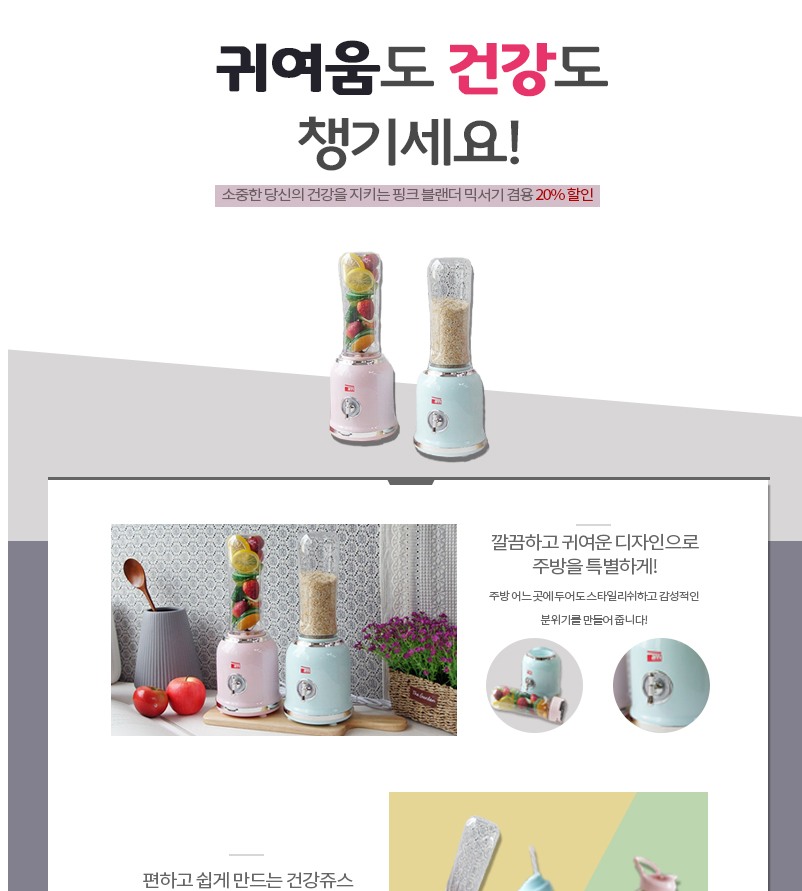 귀여움도 건강도
챙기세요!
소중한 당신의 건강을 지키는 핑크 블랜더 믹서기 겸용 20% 할인
깔끔하고 귀여운 디자인으로
주방을 특별하게!
주방 어느 곳에 두어도 스타일리쉬하고 감성적인
분위기를 만들어 줍니다!
편하고 쉽게 만드는 건강쥬스